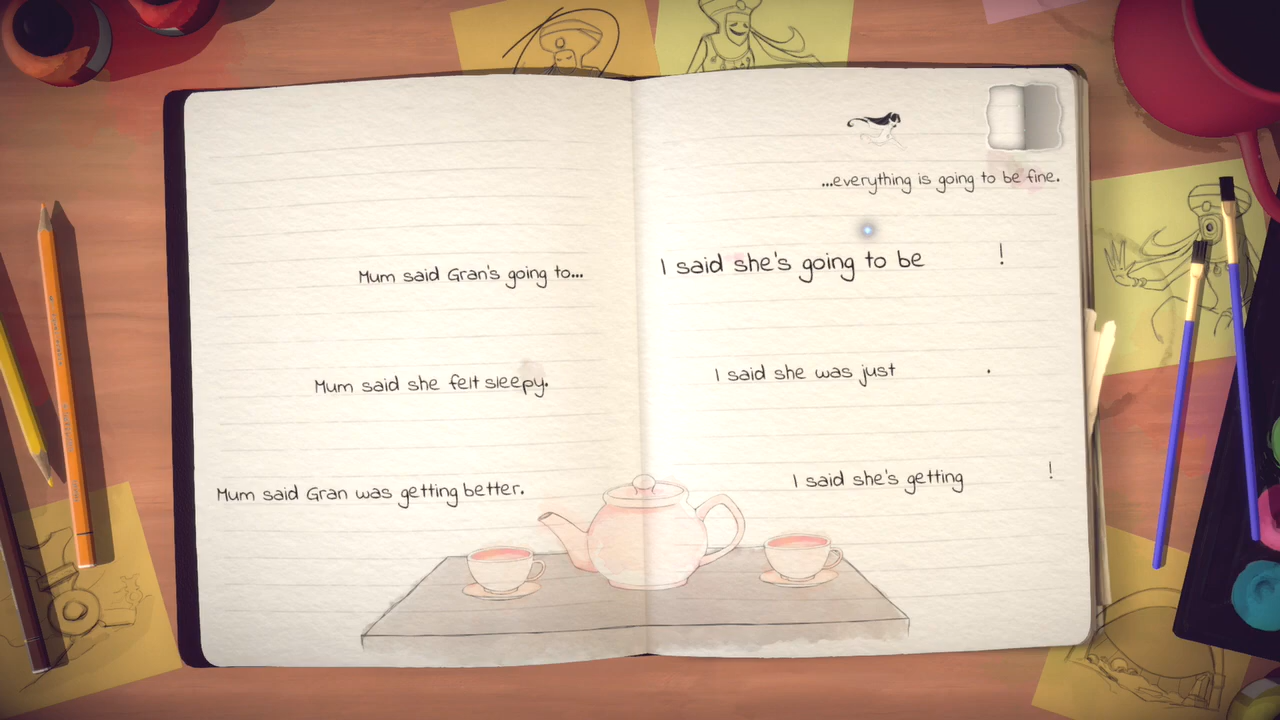 Mum said Gran's going to...
Mum said she felt sleepy.
Mum said Gran was getting better.
...everything is going to be fine.
I said she's going to be !
I said she was just .
I said she's getting !